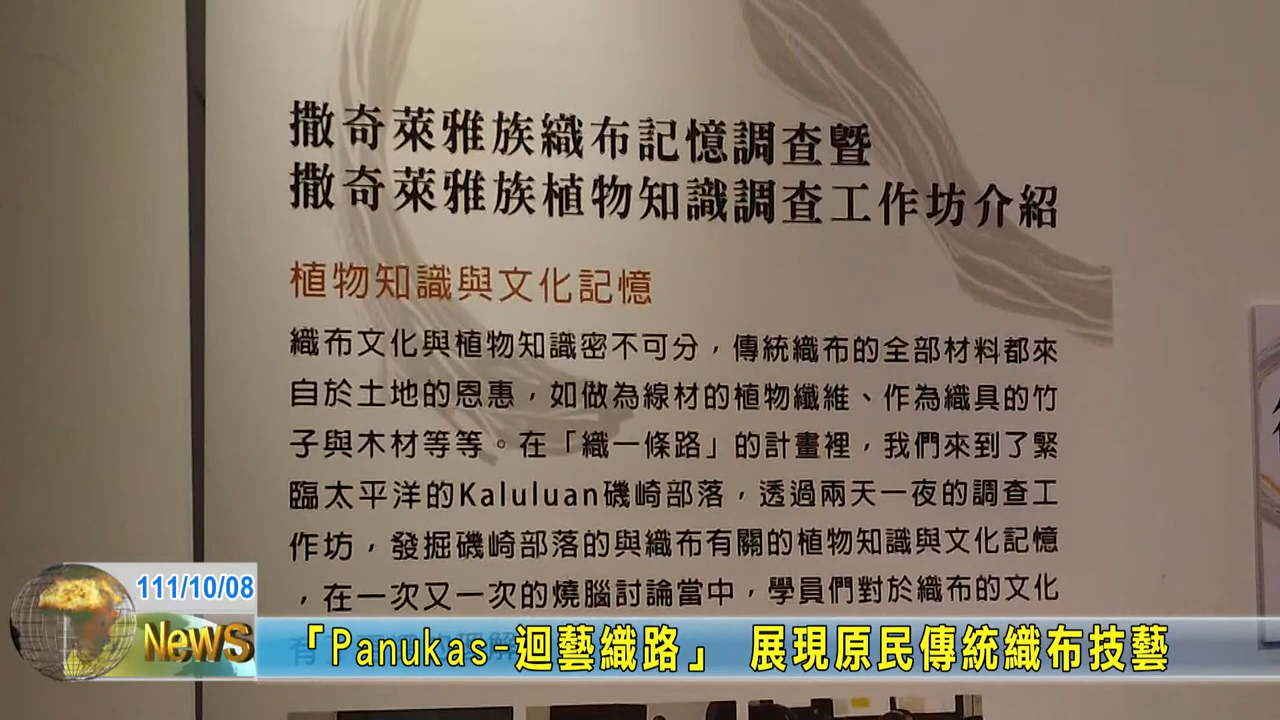 撒奇萊雅族織布記憶調查暨
撒奇萊雅族植物知識調查工作坊介紹
植物知識與文化記憶
織布文化與植物知識密不可分，傳統織布的全部材料都來
自於土地的恩惠，如做為線材的植物纖維、作為織具的竹
子與木材等等。在「織一條路」的計畫裡，我們來到了緊
臨太平洋的Kaluluan磯崎部落，透過兩天一夜的調查工
作坊，發掘磯崎部落的與織布有關的植物知識與文化記憶
，在一次又一次的燒腦討論當中，學員們對於織布的文化
111/10/08
NewS
「Panukas-迴藝織路」 展現原民傳統織布技藝